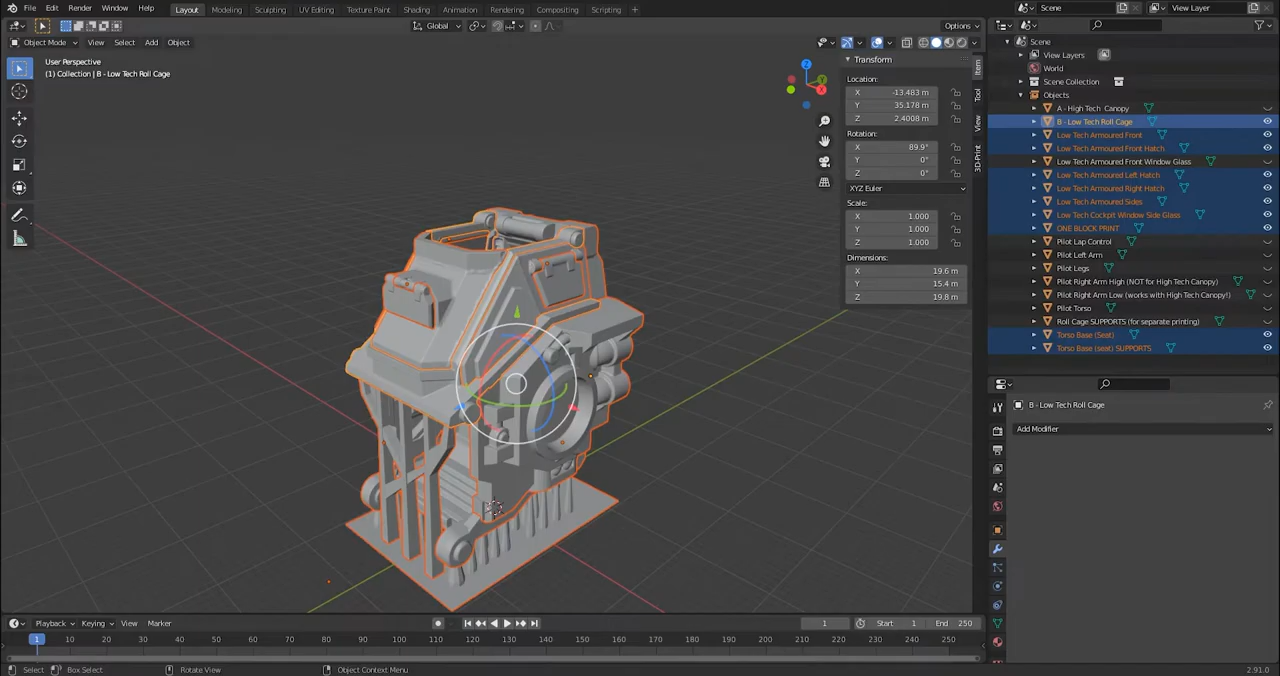 File Edit Render Window Help Layout Modeling Sculpting UV Editing Texture Paint Shading Animation Rendering Compositing Scripting + Scene View Layer
Global Options
Object Mode View Select Add Object
User Perspective
(1) Collection | B - Low Tech Roll Cage
Z
Y
X
Transform
Location:
X -13.483 m
Y 35.178 m
Z 2.4008 m
Rotation:
X 89.9°
Y 0°
Z 0°
XYZ Euler
Scale:
X 1.000
Y 1.000
Z 1.000
Dimensions:
X 19.6 m
Y 15.4 m
Z 19.8 m
Item
Tool
View
3D-Print
Scene
View Layers
World
Scene Collection
Objects
A - High Tech Canopy
B - Low Tech Roll Cage
Low Tech Armoured Front
Low Tech Armoured Front Hatch
Low Tech Armoured Front Window Glass
Low Tech Armoured Left Hatch
Low Tech Armoured Right Hatch
Low Tech Armoured Sides
Low Tech Cockpit Window Side Glass
ONE BLOCK PRINT
Pilot Lap Control
Pilot Left Arm
Pilot Legs
Pilot Right Arm High (NOT for High Tech Canopy)
Pilot Right Arm Low (works with High Tech Canopy!)
Pilot Torso
Roll Cage SUPPORTS (for separate printing)
Torso Base (Seat)
Torso Base (seat) SUPPORTS
B - Low Tech Roll Cage
Add Modifier
Playback Keying View Marker 1 Start 1 End 250
1 10 20 30 40 50 60 70 80 90 100 110 120 130 140 150 160 170 180 190 200 210 220 230 240 250
Select Box Select Rotate View Object Context Menu 2.91.0